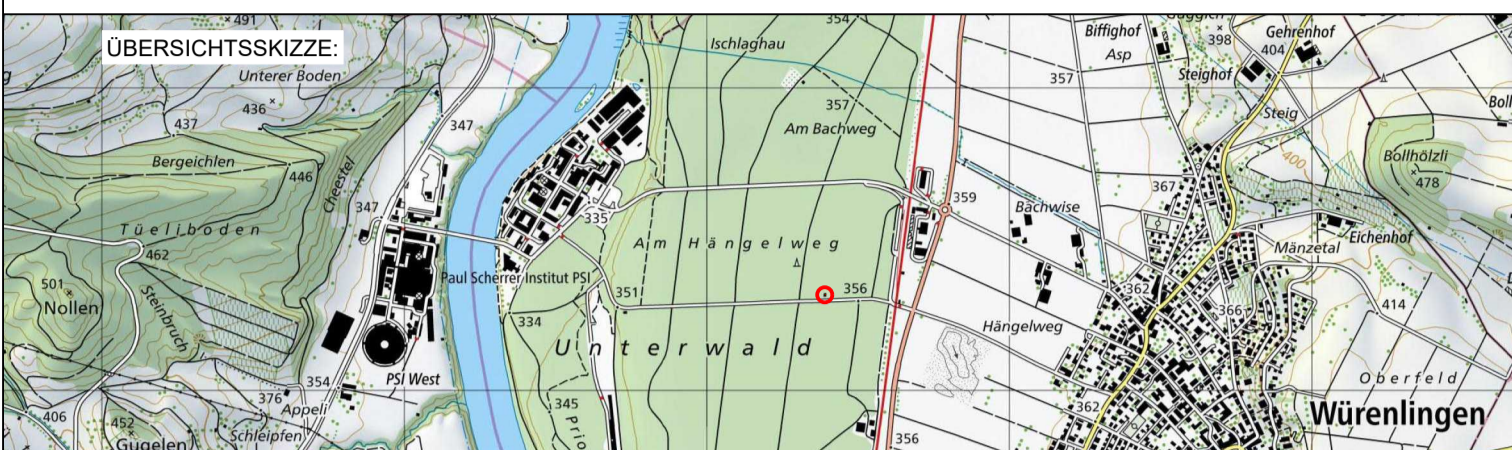 491
ÜBERSICHTSSKIZZE:
Unterer Boden
436
437
Bergeichlen
446
Cheestel
347
347
Tüeliboden
462
501
Nollen
Steinbruch
406
452
Gugelen
376
354
Appeli
Schleipfen
PSI West
Paul Scherrer Institut PSI
335
334
351
345
354
Ischlaghau
357
Am Bachweg
Am Hängelweg
356
Unterwald
359
356
Biffighof
Asp
357
398
Gehrenhof
404
Steighof
Steig
400
367
Bollhölzli
478
Bachwise
Eichenhof
Mänzetal
362
366
414
Hängelweg
362
Oberfeld
Würenlingen